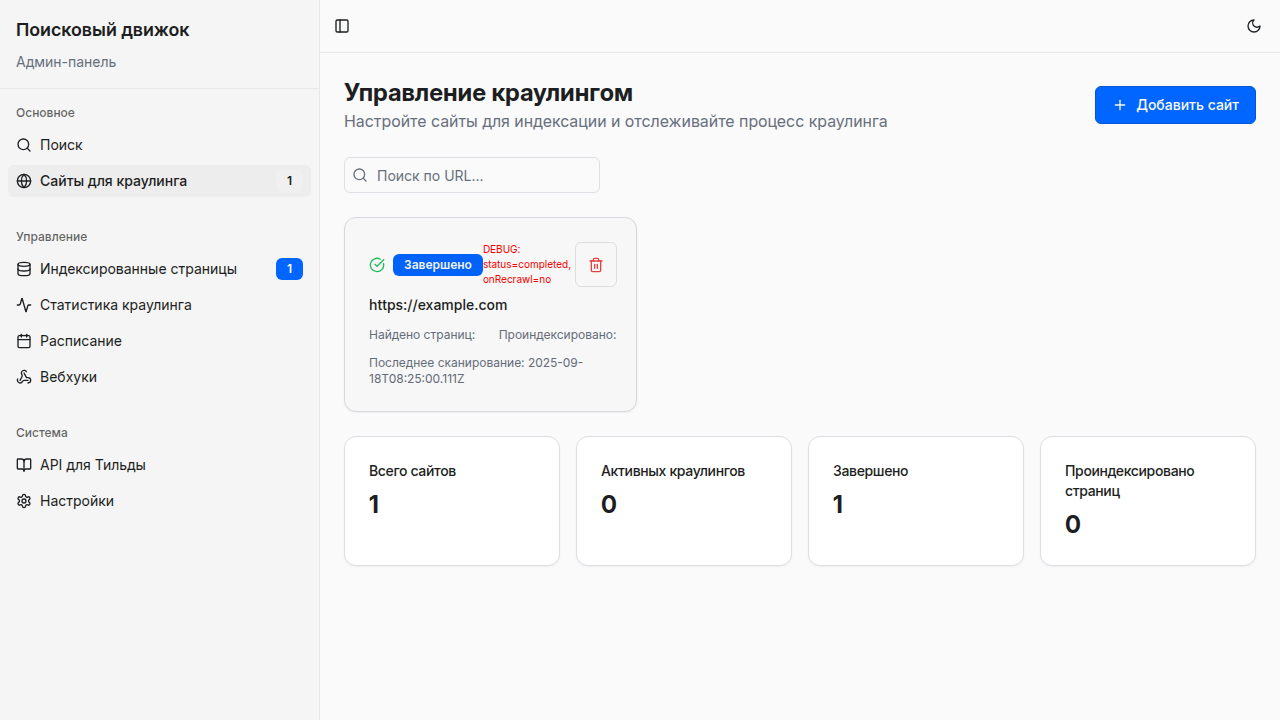 Поисковый движок
Админ-панель
Основное
Поиск
Сайты для краулинга 1
Управление
Индексированные страницы 1
Статистика краулинга
Расписание
Вебхуки
Система
API для Тильды
Настройки
Управление краулингом
Настройте сайты для индексации и отслеживайте процесс краулинга
Добавить сайт
Поиск по URL...
Завершено
DEBUG:
status=completed,
onRecrawl=no
https://example.com
Найдено страниц: Проиндексировано:
Последнее сканирование: 2025-09-
18T08:25:00.111Z
Всего сайтов
1
Активных краулингов
0
Завершено
1
Проиндексировано
страниц
0